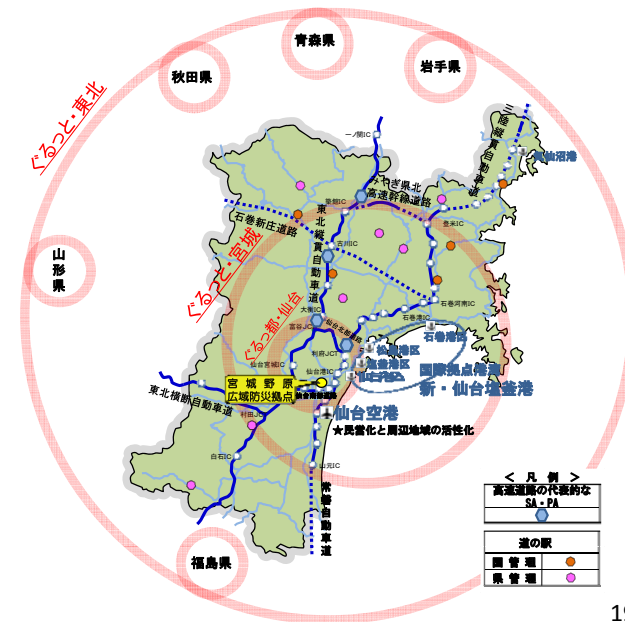 青森県
岩手県
秋田県
ぐるっと・東北
山形県
一ノ関IC
三陸縦貫自動車道
気仙沼港
みやぎ県北
高速幹線道路
築館IC
登米IC
石巻新庄道路
東北縦貫自動車道
古川IC
ぐるっと・宮城
ぐるっ都・仙台
大衡IC
富谷JCT
仙台北部道路
利府JCT
石巻河南IC
石巻港IC
石巻港区
松島港区
塩釜港区
仙台港区
国際拠点港湾
新・仙台塩釜港
仙台宮城IC
仙台港IC
宮城野原
広域防災拠点
仙台南部道路
東北横断自動車道
村田JCT
仙台空港
★民営化と周辺地域の活性化
白石IC
山元IC
常磐自動車道
福島県
＜ 凡 例 ＞
高速道路の代表的な
SA・PA
道の駅
国 管 理
県 管 理